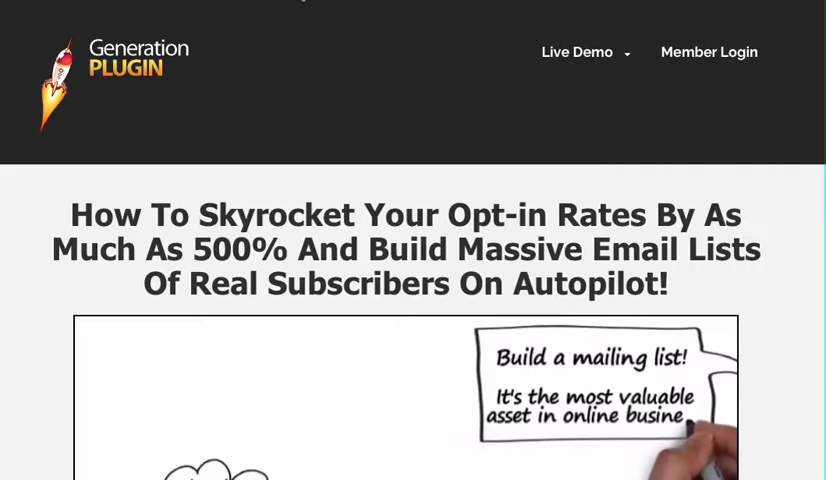 Generation
PLUGIN
Live Demo
Member Login
How To Skyrocket Your Opt-in Rates By As
Much As 500% And Build Massive Email Lists
Of Real Subscribers On Autopilot!
Build a mailing list!
It's the most valuable
asset in online busine